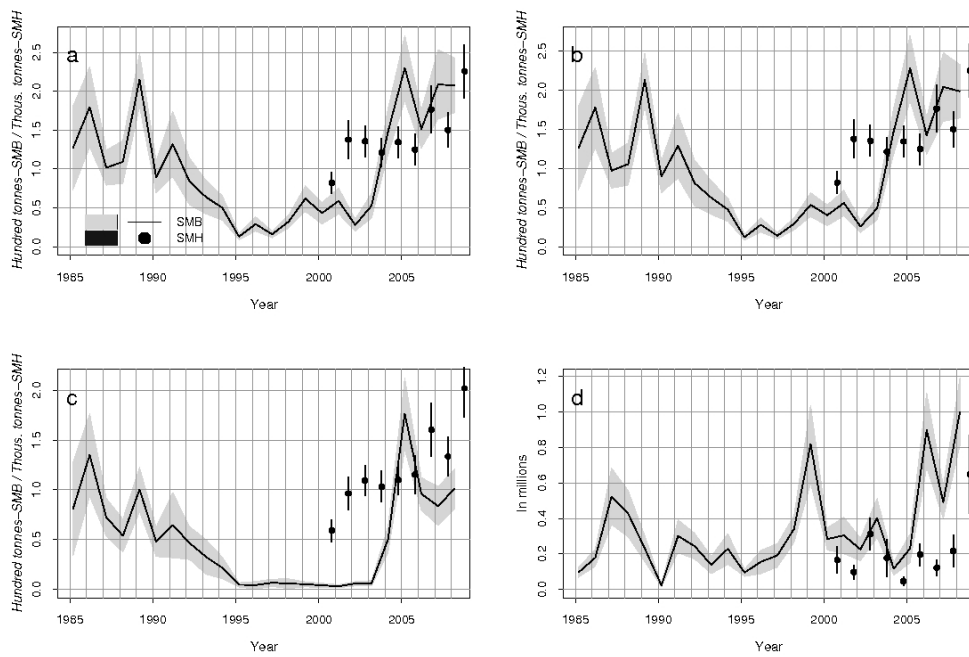 a
Hundred tonnes-SMB / Thous. tonnes-SMH
2.5
2.0
1.5
1.0
0.5
0.0
SMB
SMH
1985 1990 1995 2000 2005
Year
b
Hundred tonnes-SMB / Thous. tonnes-SMH
2.5
2.0
1.5
1.0
0.5
0.0
1985 1990 1995 2000 2005
Year
c
Hundred tonnes-SMB / Thous. tonnes-SMH
2.0
1.5
1.0
0.5
0.0
1985 1990 1995 2000 2005
Year
d
In millions
1.2
1.0
0.8
0.6
0.4
0.2
0.0
1985 1990 1995 2000 2005
Year